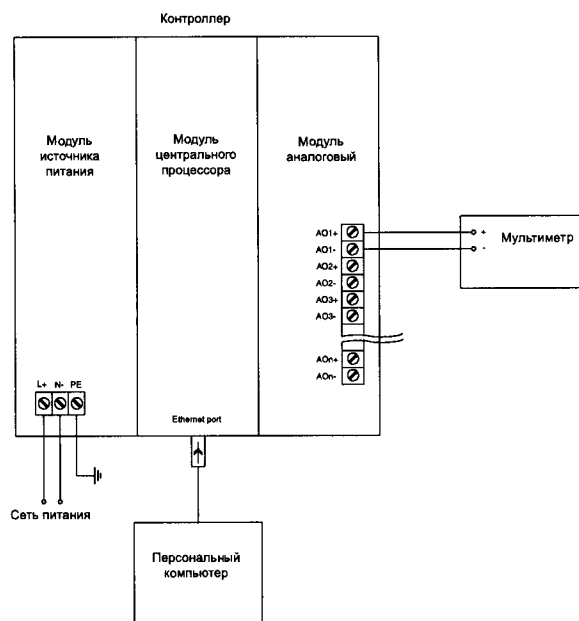 Контроллер
Модуль
источника
питания
Модуль
центрального
процессора
Модуль
аналоговый
AO1+
AO1-
AO2+
AO2-
AO3+
AO3-
AOn+
AOn-
+
-
Мультиметр
L+ N- PE
Ethernet port
Сеть питания
Персональный
компьютер